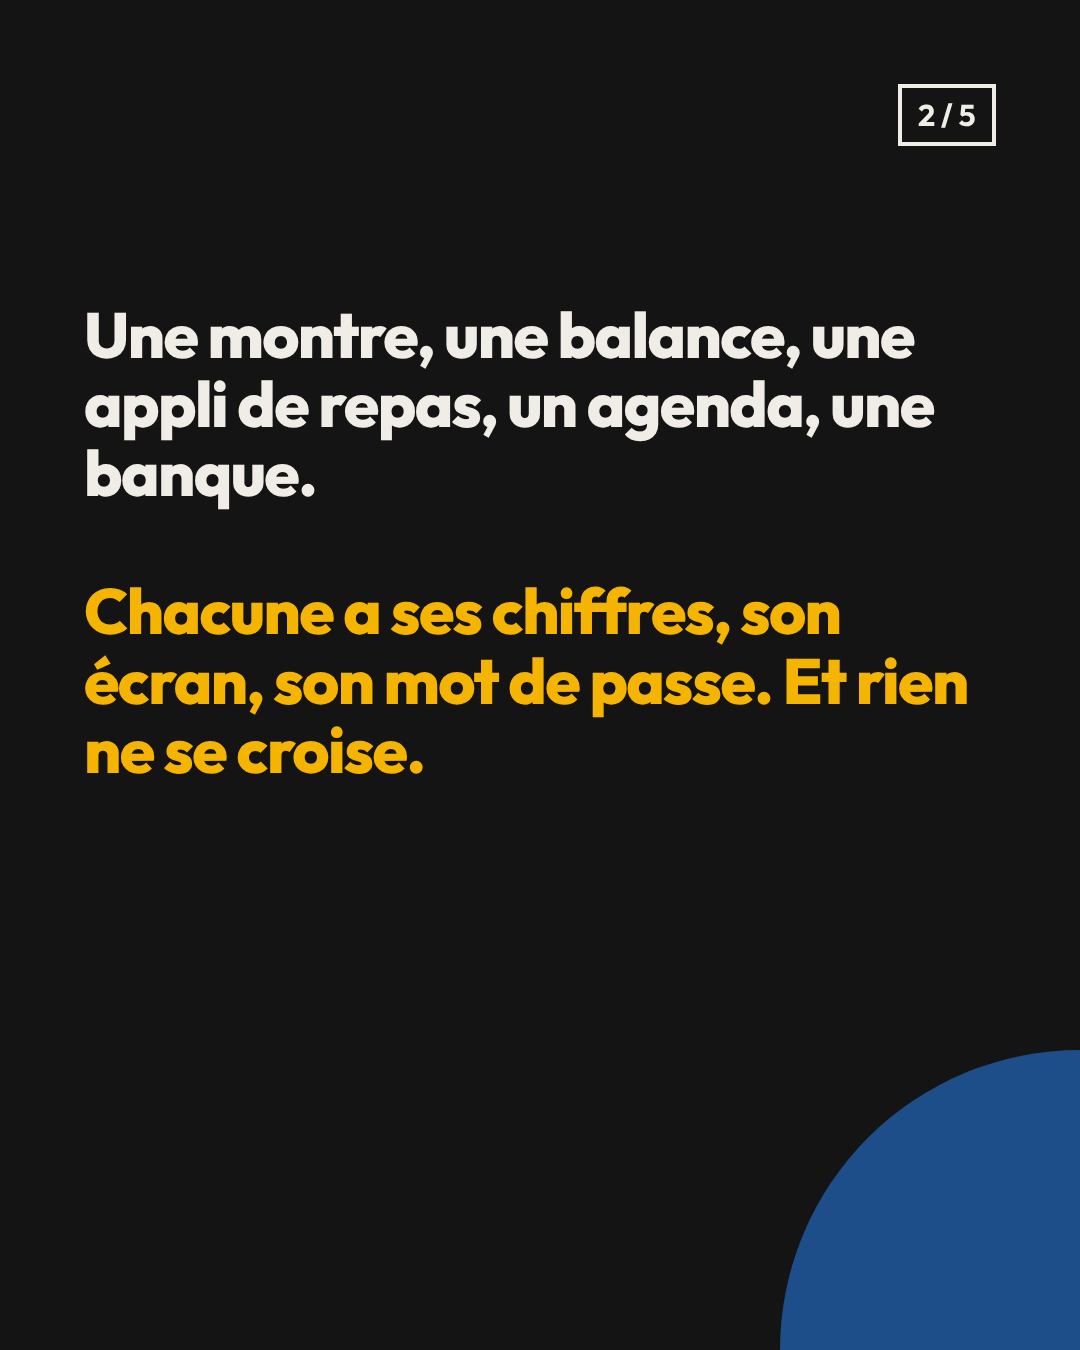 2 / 5
Une montre, une balance, une
appli de repas, un agenda, une
banque.
Chacune a ses chiffres, son
écran, son mot de passe. Et rien
ne se croise.